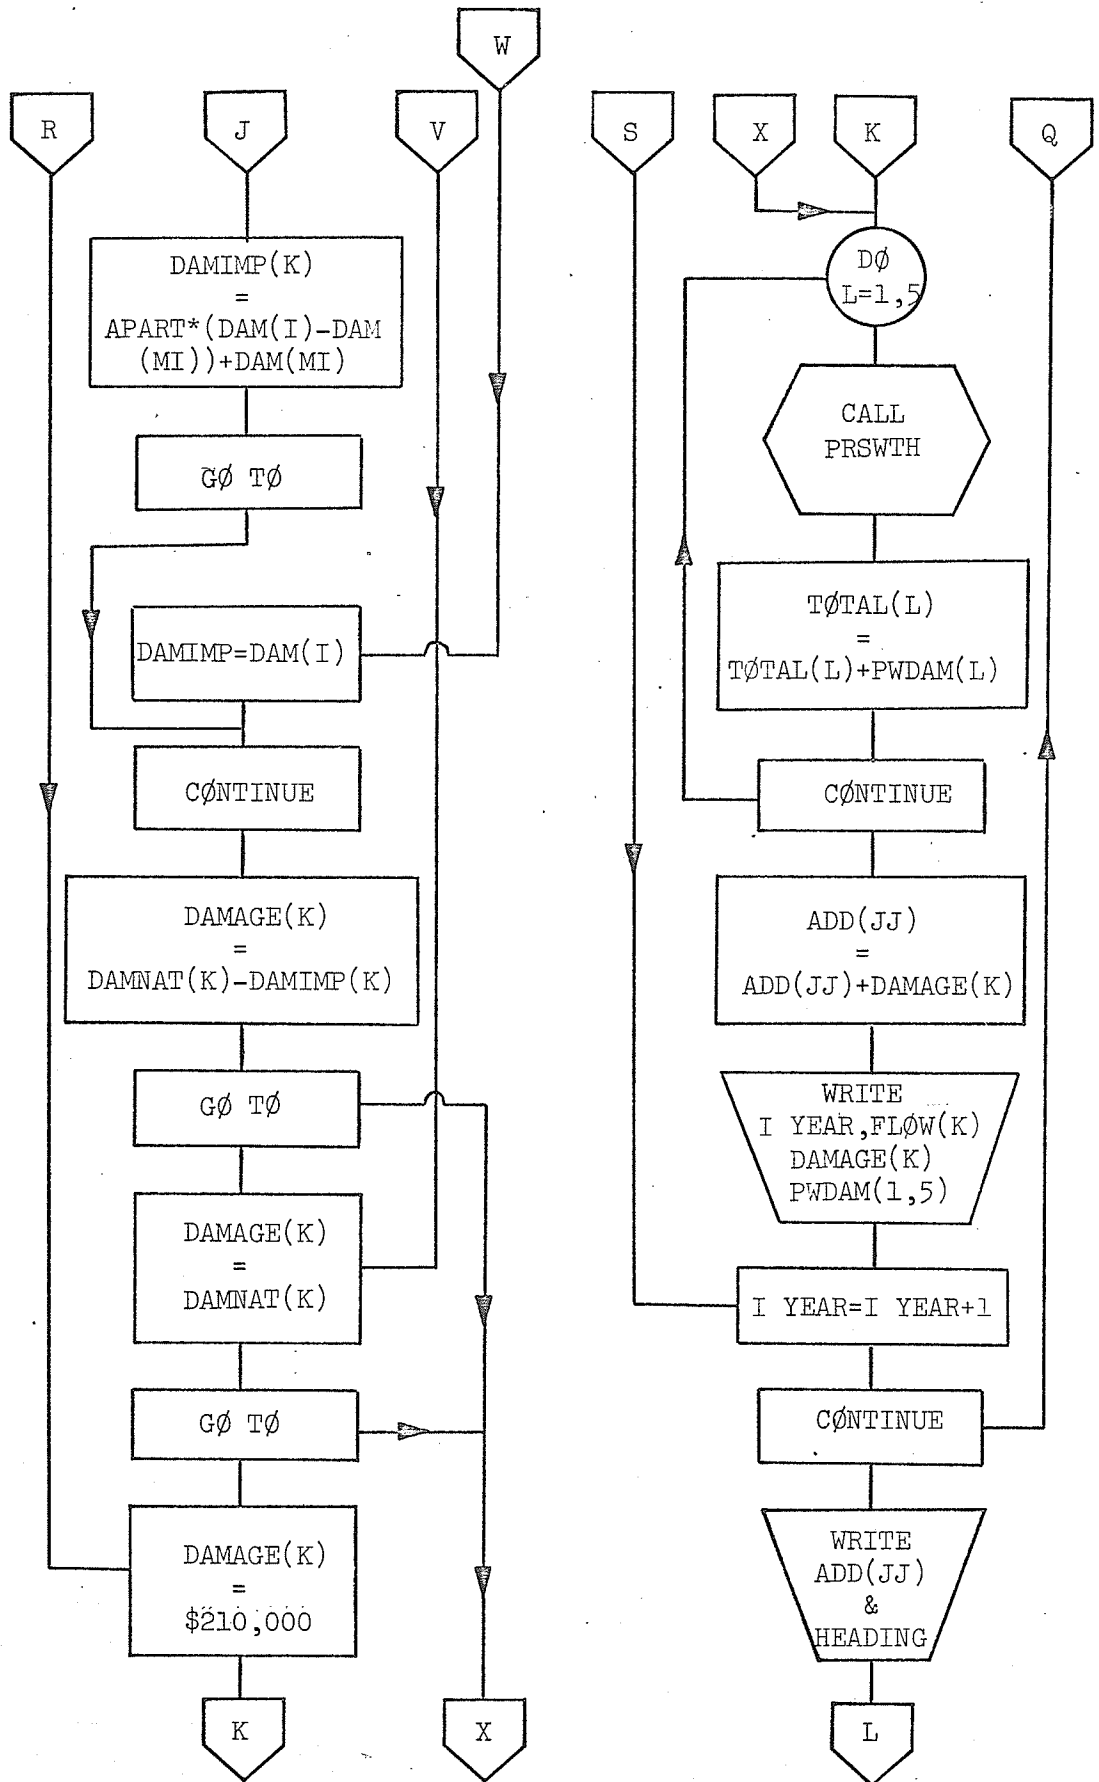 W
R
J
V
DAMIMP(K)
=
APART*(DAM(I)-DAM
(MI))+DAM(MI)
GØ TØ
DAMIMP=DAM(I)
CØNTINUE
DAMAGE(K)
=
DAMNAT(K)-DAMIMP(K)
GØ TØ
DAMAGE(K)
=
DAMNAT(K)
GØ TØ
DAMAGE(K)
=
$210,000
K
X
S
X
K
Q
DØ
L=1,5
CALL
PRSWTH
TØTAL(L)
=
TØTAL(L)+PWDAM(L)
CØNTINUE
ADD(JJ)
=
ADD(JJ)+DAMAGE(K)
WRITE
I YEAR,FLØW(K)
DAMAGE(K)
PWDAM(1,5)
I YEAR=I YEAR+1
CØNTINUE
WRITE
ADD(JJ)
&
HEADING
L